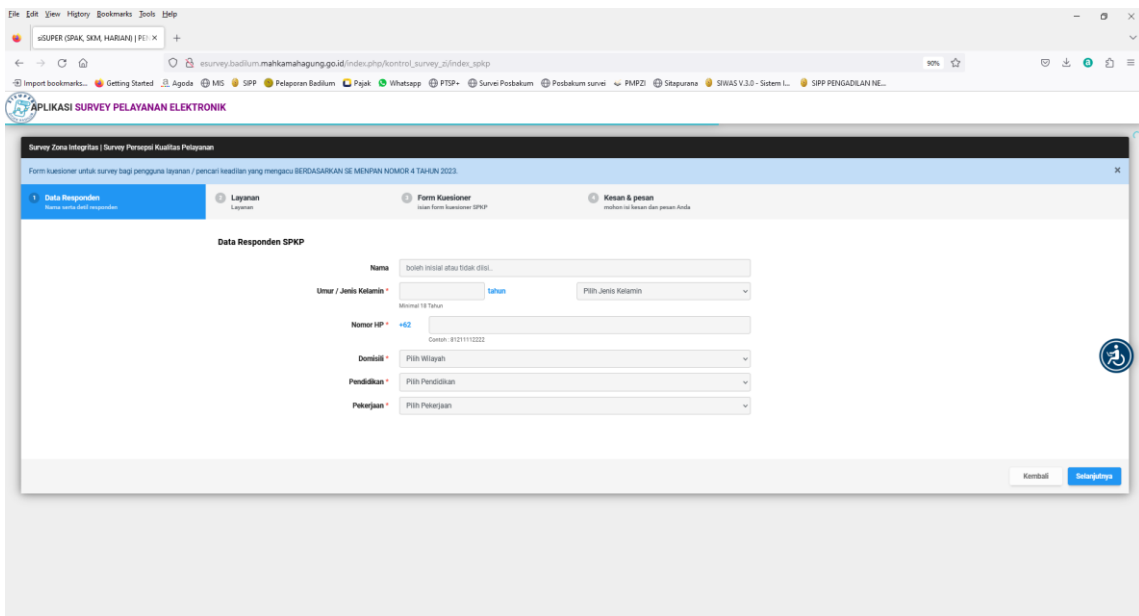 File Edit View History Bookmarks Tools Help
siSUPER (SPAK, SKM, HARIAN) | PEN
esurvey.badilum.mahkamahagung.go.id/index.php/kontrol_survey_zi/index_spkp
90%
Import bookmarks... Getting Started Agoda MIS SIPP Pelaporan Badilum Pajak Whatsapp PTSP+ Survei Posbakum Posbakum survei PMPZI Sitapurana SIWAS V.3.0 - Sistem I... SIPP PENGADILAN NE...
APLIKASI SURVEY PELAYANAN ELEKTRONIK
Survey Zona Integritas | Survey Persepsi Kualitas Pelayanan
Form kuesioner untuk survey bagi pengguna layanan / pencari keadilan yang mengacu BERDASARKAN SE MENPAN NOMOR 4 TAHUN 2023.
1 Data Responden
Nama serta detil responden
2 Layanan
Layanan
3 Form Kuesioner
isian form kuesioner SPKP
4 Kesan & pesan
mohon isi kesan dan pesan Anda
Data Responden SPKP
Nama boleh inisial atau tidak diisi..
Umur / Jenis Kelamin * tahun Pilih Jenis Kelamin
Minimal 18 Tahun
Nomor HP * +62
Contoh : 81211112222
Domisili * Pilih Wilayah
Pendidikan * Pilih Pendidikan
Pekerjaan * Pilih Pekerjaan
Kembali Selanjutnya